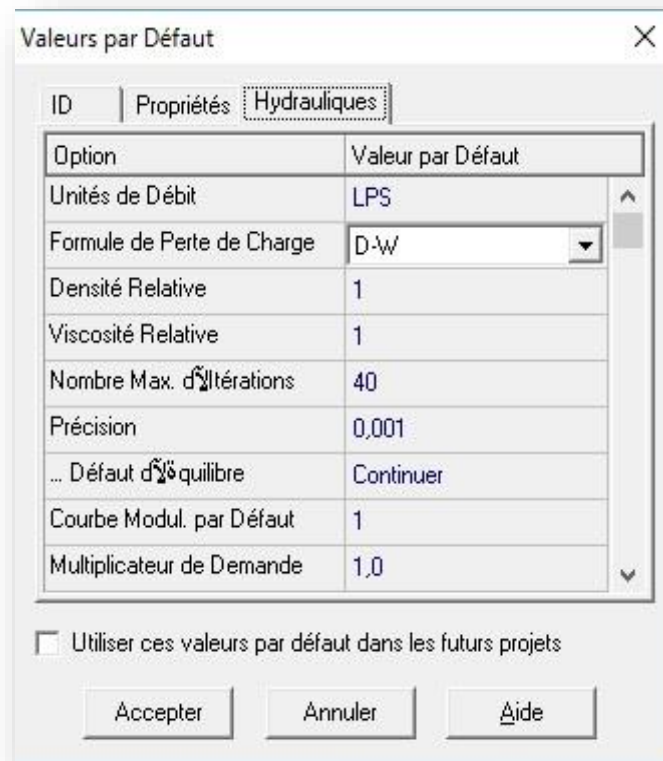 Valeurs par Défaut
ID Propriétés Hydrauliques
Option Valeur par Défaut
Unités de Débit LPS
Formule de Perte de Charge D-W
Densité Relative 1
Viscosité Relative 1
Nombre Max. Itérations 40
Précision 0,001
... Défaut quilibre Continuer
Courbe Modul. par Défaut 1
Multiplicateur de Demande 1,0
Utiliser ces valeurs par défaut dans les futurs projets
Accepter Annuler Aide